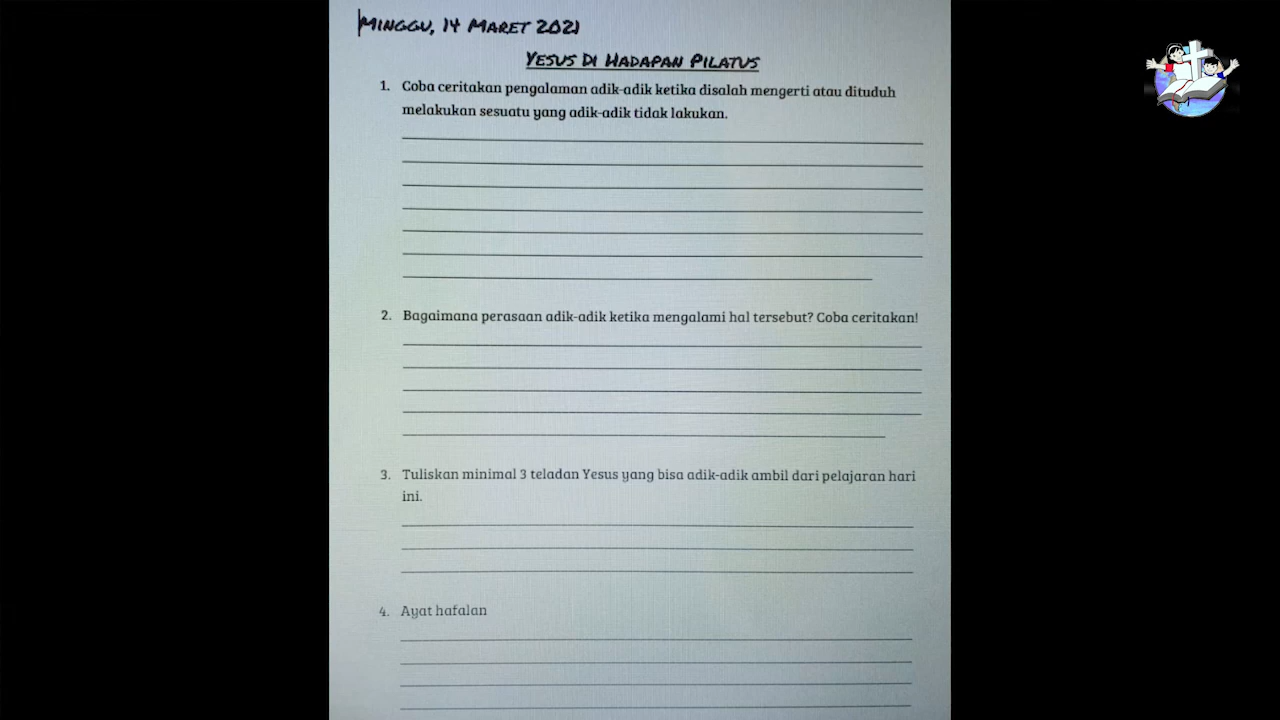 Minggu, 14 Maret 2021
Yesus Di Hadapan Pilatus
1. Coba ceritakan pengalaman adik-adik ketika disalah mengerti atau dituduh
melakukan sesuatu yang adik-adik tidak lakukan.
2. Bagaimana perasaan adik-adik ketika mengalami hal tersebut? Coba ceritakan!
3. Tuliskan minimal 3 teladan Yesus yang bisa adik-adik ambil dari pelajaran hari
ini.
4. Ayat hafalan